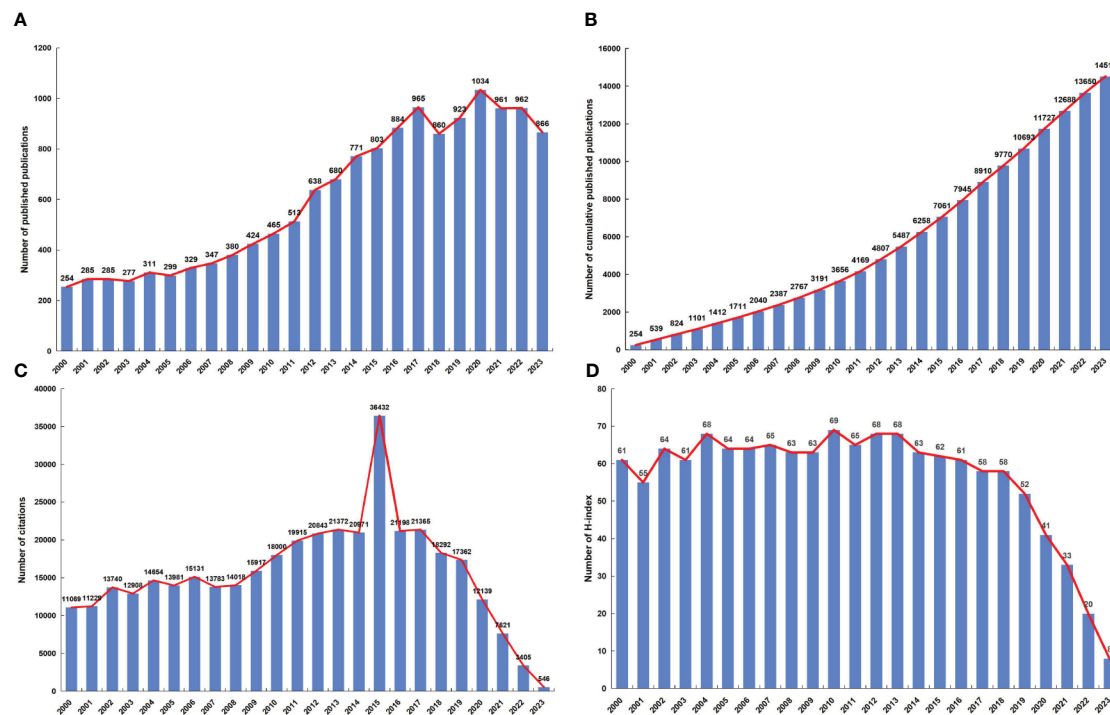 A
Number of published publications
1200
1000
800
600
400
200
0
254 285 285 277 311 299 329 347 380 424 465 513 638 680 771 803 884 965 860 923 1034 961 962 866
2000 2001 2002 2003 2004 2005 2006 2007 2008 2009 2010 2011 2012 2013 2014 2015 2016 2017 2018 2019 2020 2021 2022 2023
B
Number of cumulative published publications
16000
14000
12000
10000
8000
6000
4000
2000
0
254 539 824 1101 1412 1711 2040 2387 2767 3191 3656 4169 4807 5487 6258 7061 7945 8910 9770 10693 11727 12688 13650 1451
2000 2001 2002 2003 2004 2005 2006 2007 2008 2009 2010 2011 2012 2013 2014 2015 2016 2017 2018 2019 2020 2021 2022 2023
C
Number of citations
40000
35000
30000
25000
20000
15000
10000
5000
0
11069 11229 13740 12908 14654 13981 15131 13783 14018 15917 18000 19915 20843 21372 20971 36432 21198 21365 18292 17362 12139 7621 3405 546
2000 2001 2002 2003 2004 2005 2006 2007 2008 2009 2010 2011 2012 2013 2014 2015 2016 2017 2018 2019 2020 2021 2022 2023
D
Number of H-index
80
70
60
50
40
30
20
10
0
61 55 64 61 68 64 64 65 63 63 69 65 68 68 63 62 61 58 58 52 41 33 20 8
2000 2001 2002 2003 2004 2005 2006 2007 2008 2009 2010 2011 2012 2013 2014 2015 2016 2017 2018 2019 2020 2021 2022 2023